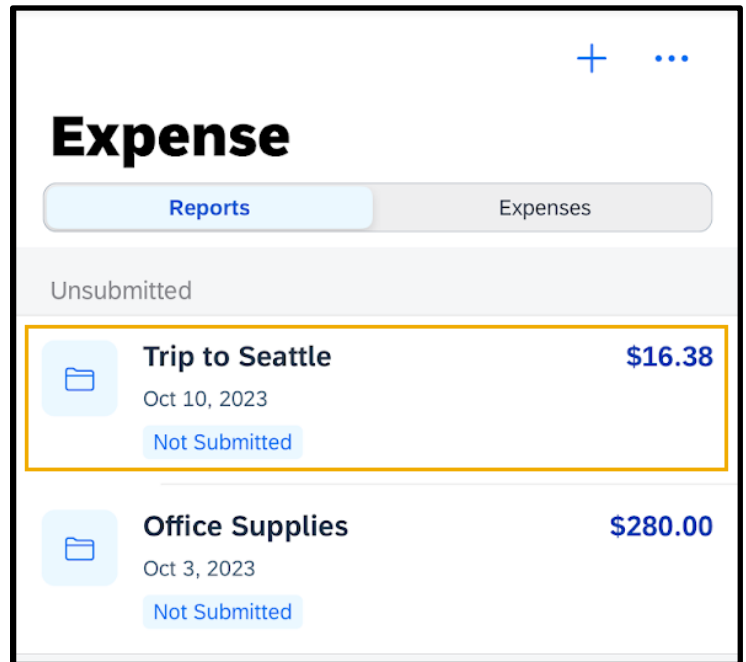 Expense
Reports Expenses
Unsubmitted
Trip to Seattle $16.38
Oct 10, 2023
Not Submitted
Office Supplies $280.00
Oct 3, 2023
Not Submitted